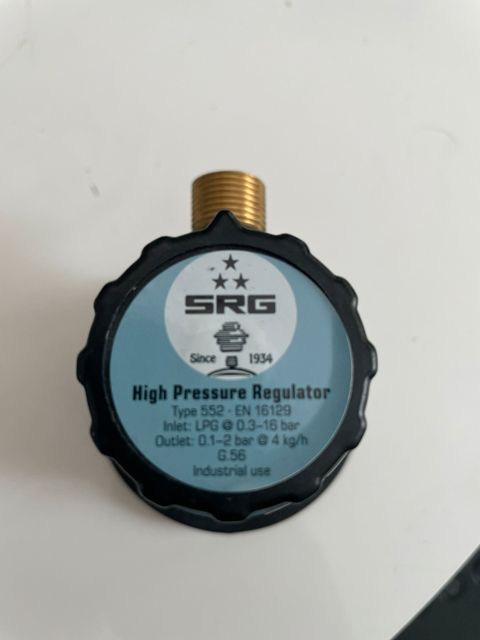 SRG
Since 1934
High Pressure Regulator
Type 552 - EN 16129
Inlet: LPG @ 0.3-16 bar
Outlet: 0.1-2 bar @ 4 kg/h
G.56
Industrial use